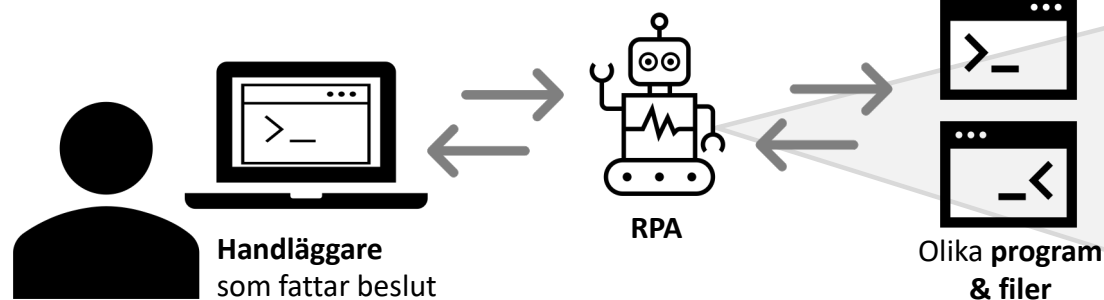 >_
>_
_<
RPA
Handläggare
som fattar beslut
Olika program
& filer